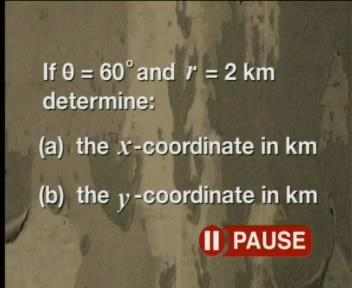 If θ = 60° and r = 2 km
determine:
(a) the x-coordinate in km
(b) the y-coordinate in km
PAUSE